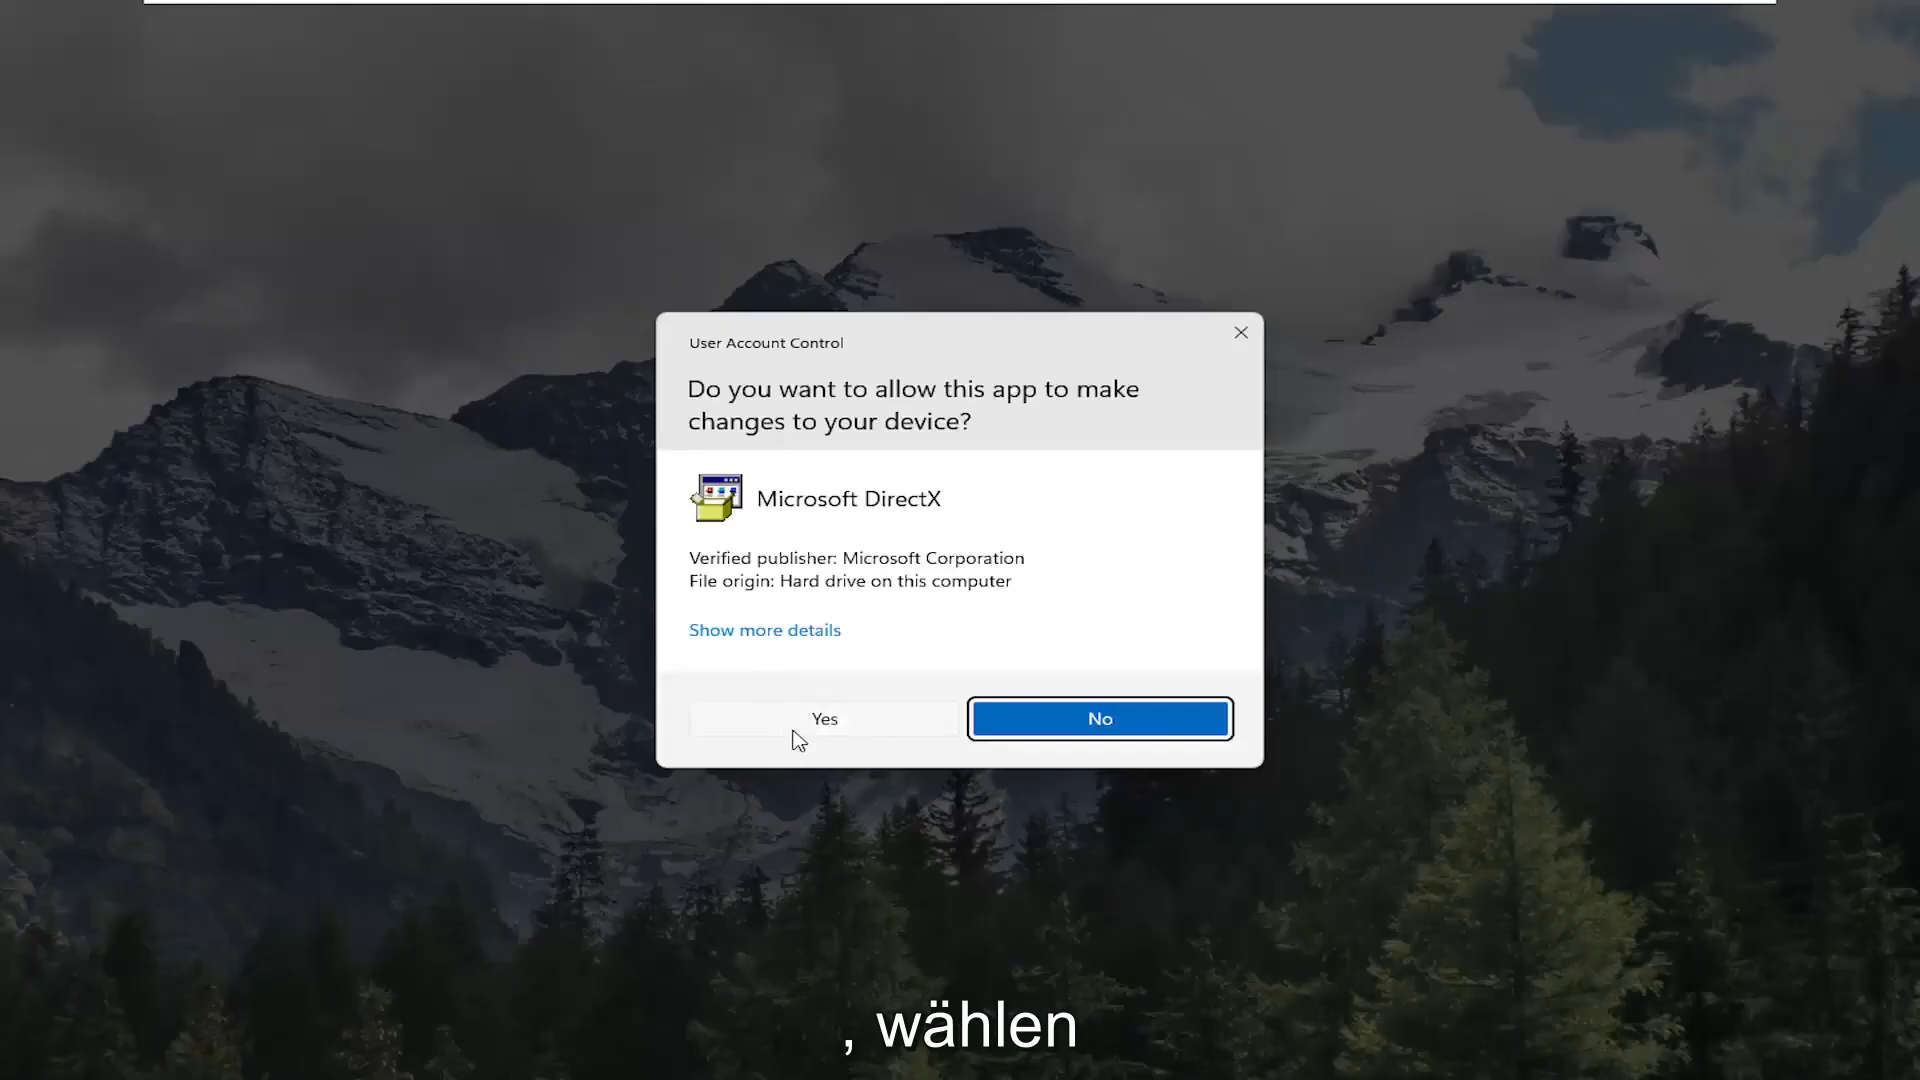 User Account Control
Do you want to allow this app to make
changes to your device?
Microsoft DirectX
Verified publisher: Microsoft Corporation
File origin: Hard drive on this computer
Show more details
Yes
No
, wählen